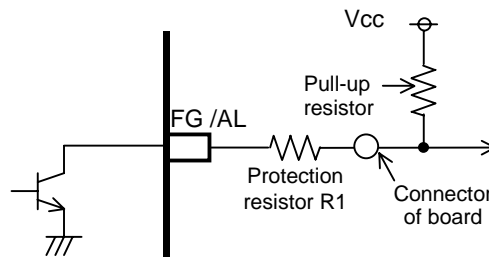 Vcc
Pull-up
resistor
FG /AL
Protection
resistor R1
Connector
of board